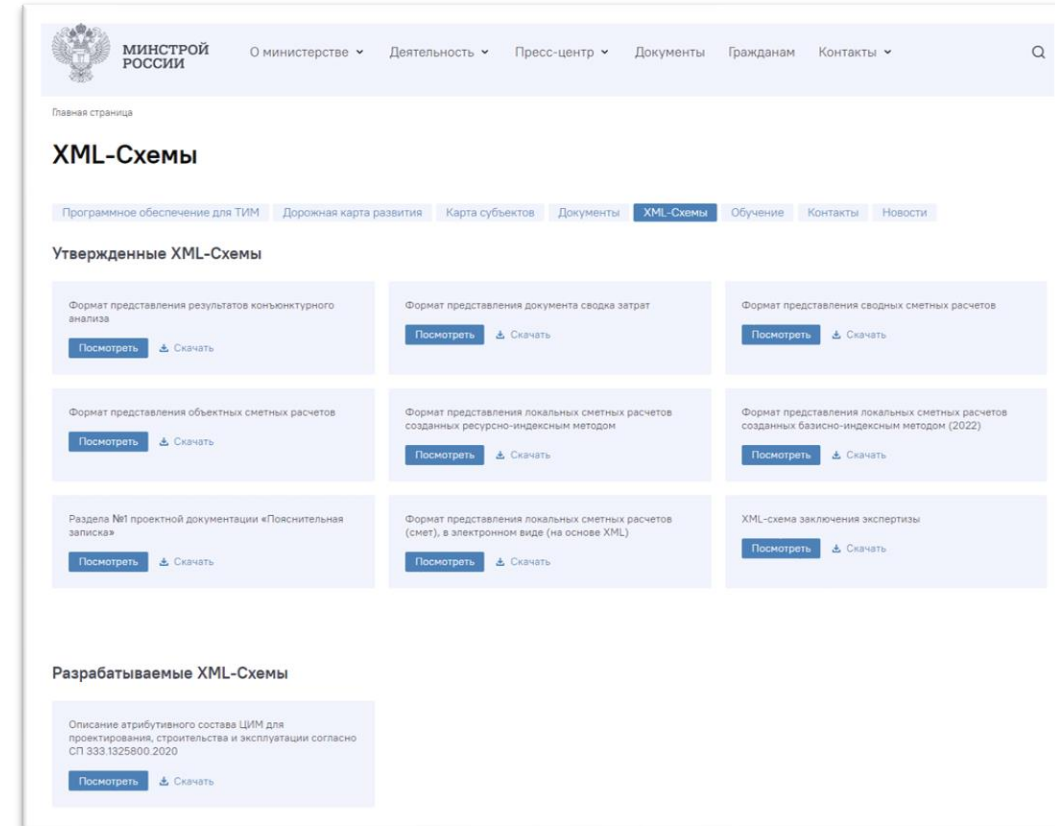 МИНСТРОЙ
РОССИИ
О министерстве Деятельность Пресс-центр Документы Гражданам Контакты
Главная страница
XML-Схемы
Программное обеспечение для ТИМ Дорожная карта развития Карта субъектов Документы XML-Схемы Обучение Контакты Новости
Утвержденные XML-Схемы
Формат представления результатов конъюнктурного
анализа
Посмотреть Скачать
Формат представления документа сводка затрат
Посмотреть Скачать
Формат представления сводных сметных расчетов
Посмотреть Скачать
Формат представления объектных сметных расчетов
Посмотреть Скачать
Формат представления локальных сметных расчетов
созданных ресурсно-индексным методом
Посмотреть Скачать
Формат представления локальных сметных расчетов
созданных базисно-индексным методом (2022)
Посмотреть Скачать
Раздела №1 проектной документации «Пояснительная
записка»
Посмотреть Скачать
Формат представления локальных сметных расчетов
(смет), в электронном виде (на основе XML)
Посмотреть Скачать
XML-схема заключения экспертизы
Посмотреть Скачать
Разрабатываемые XML-Схемы
Описание атрибутивного состава ЦИМ для
проектирования, строительства и эксплуатации согласно
СП 333.1325800.2020
Посмотреть Скачать